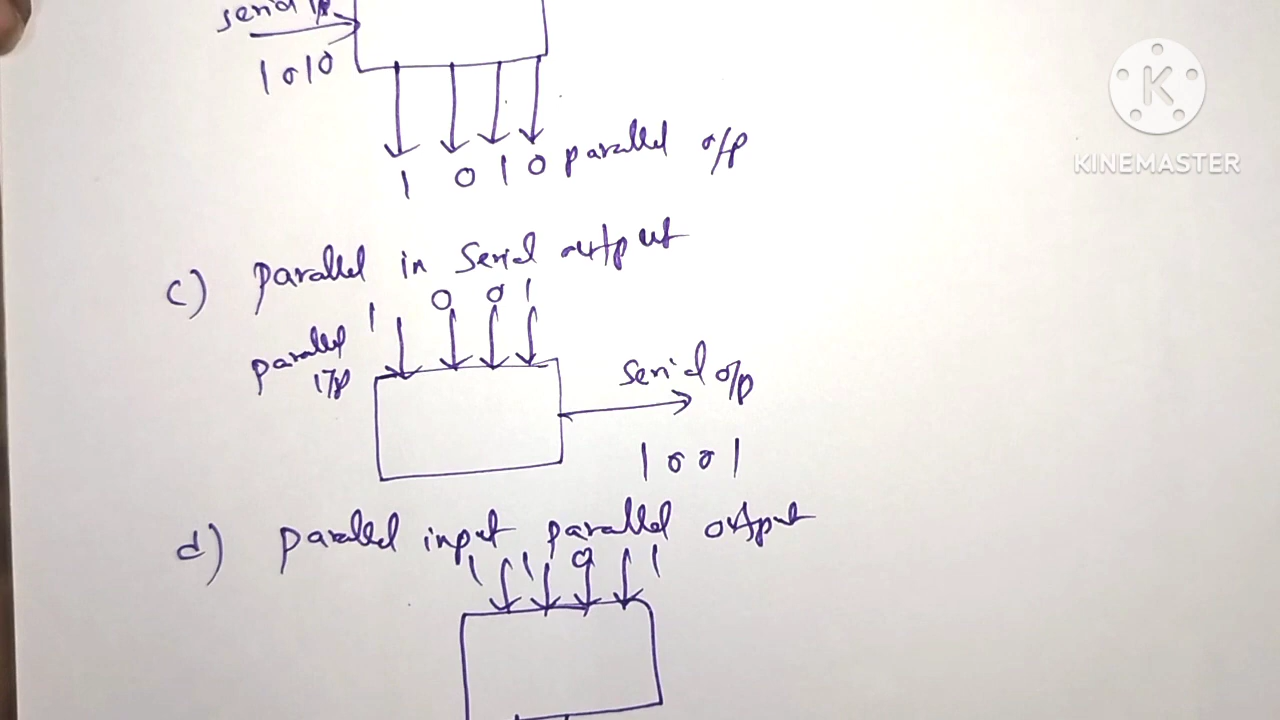 serial i/p
1010
1 0 1 0 parallel o/p
KINEMASTER
c) parallel in serial output
1 0 0 1
parallel
i/p
serial o/p
1001
d) parallel input parallel output
1 1 0 1